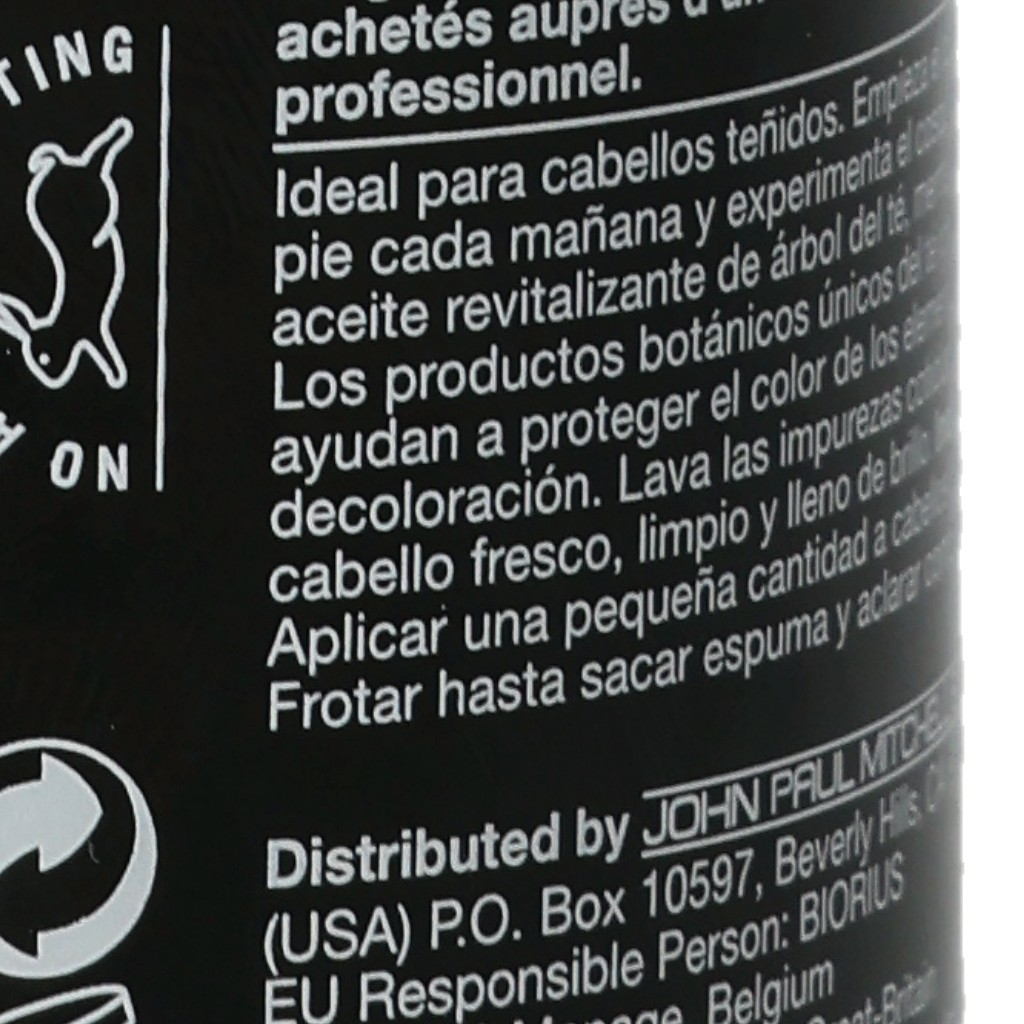 TING
ON
achetés auprès d'un
professionnel.
Ideal para cabellos teñidos. Empieza
pie cada mañana y experimenta el
aceite revitalizante de árbol del té.
Los productos botánicos únicos del
ayudan a proteger el color de los
decoloración. Lava las impurezas
cabello fresco, limpio y lleno de brillo.
Aplicar una pequeña cantidad a
Frotar hasta sacar espuma y aclarar
Distributed by JOHN PAUL MITCHELL
(USA) P.O. Box 10597, Beverly Hills,
EU Responsible Person: BIORIUS
Belgium